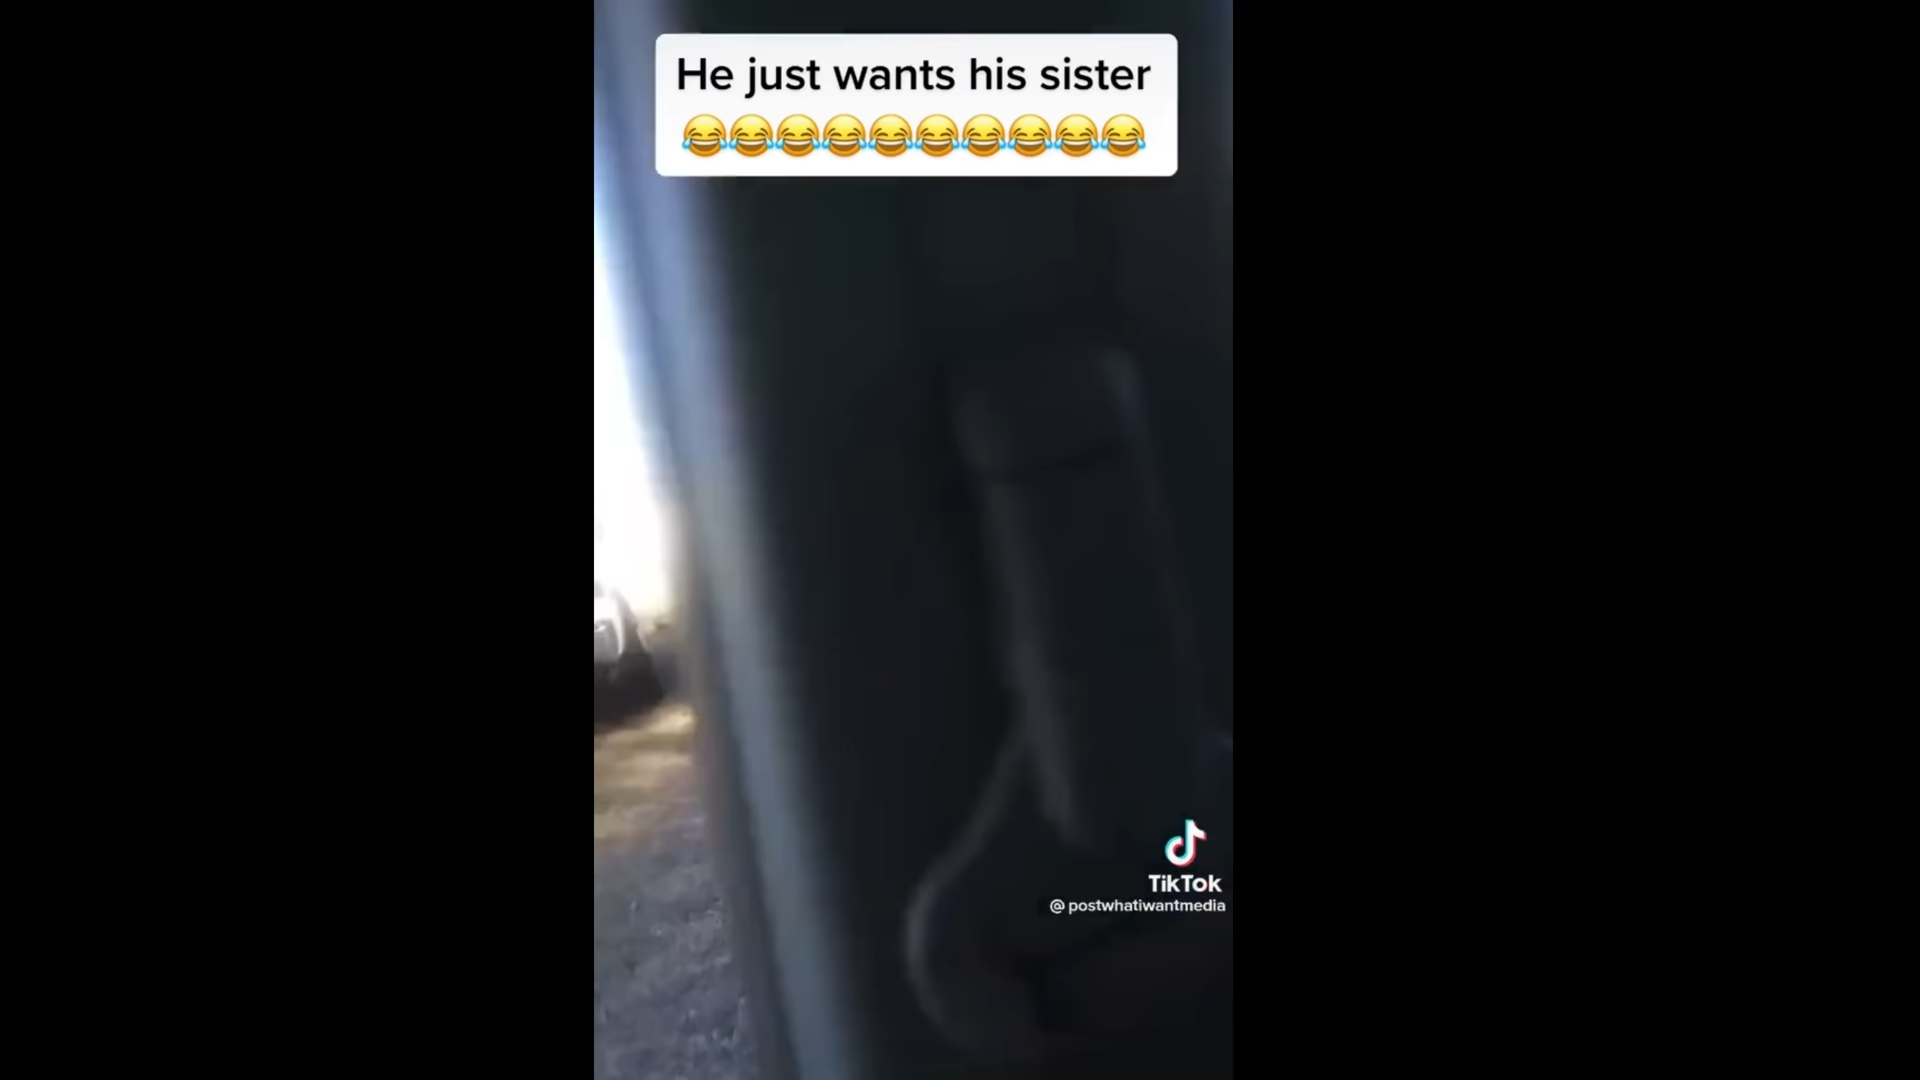 He just wants his sister
😂😂😂😂😂😂😂😂😂😂
TikTok
@postwhatiwantmedia